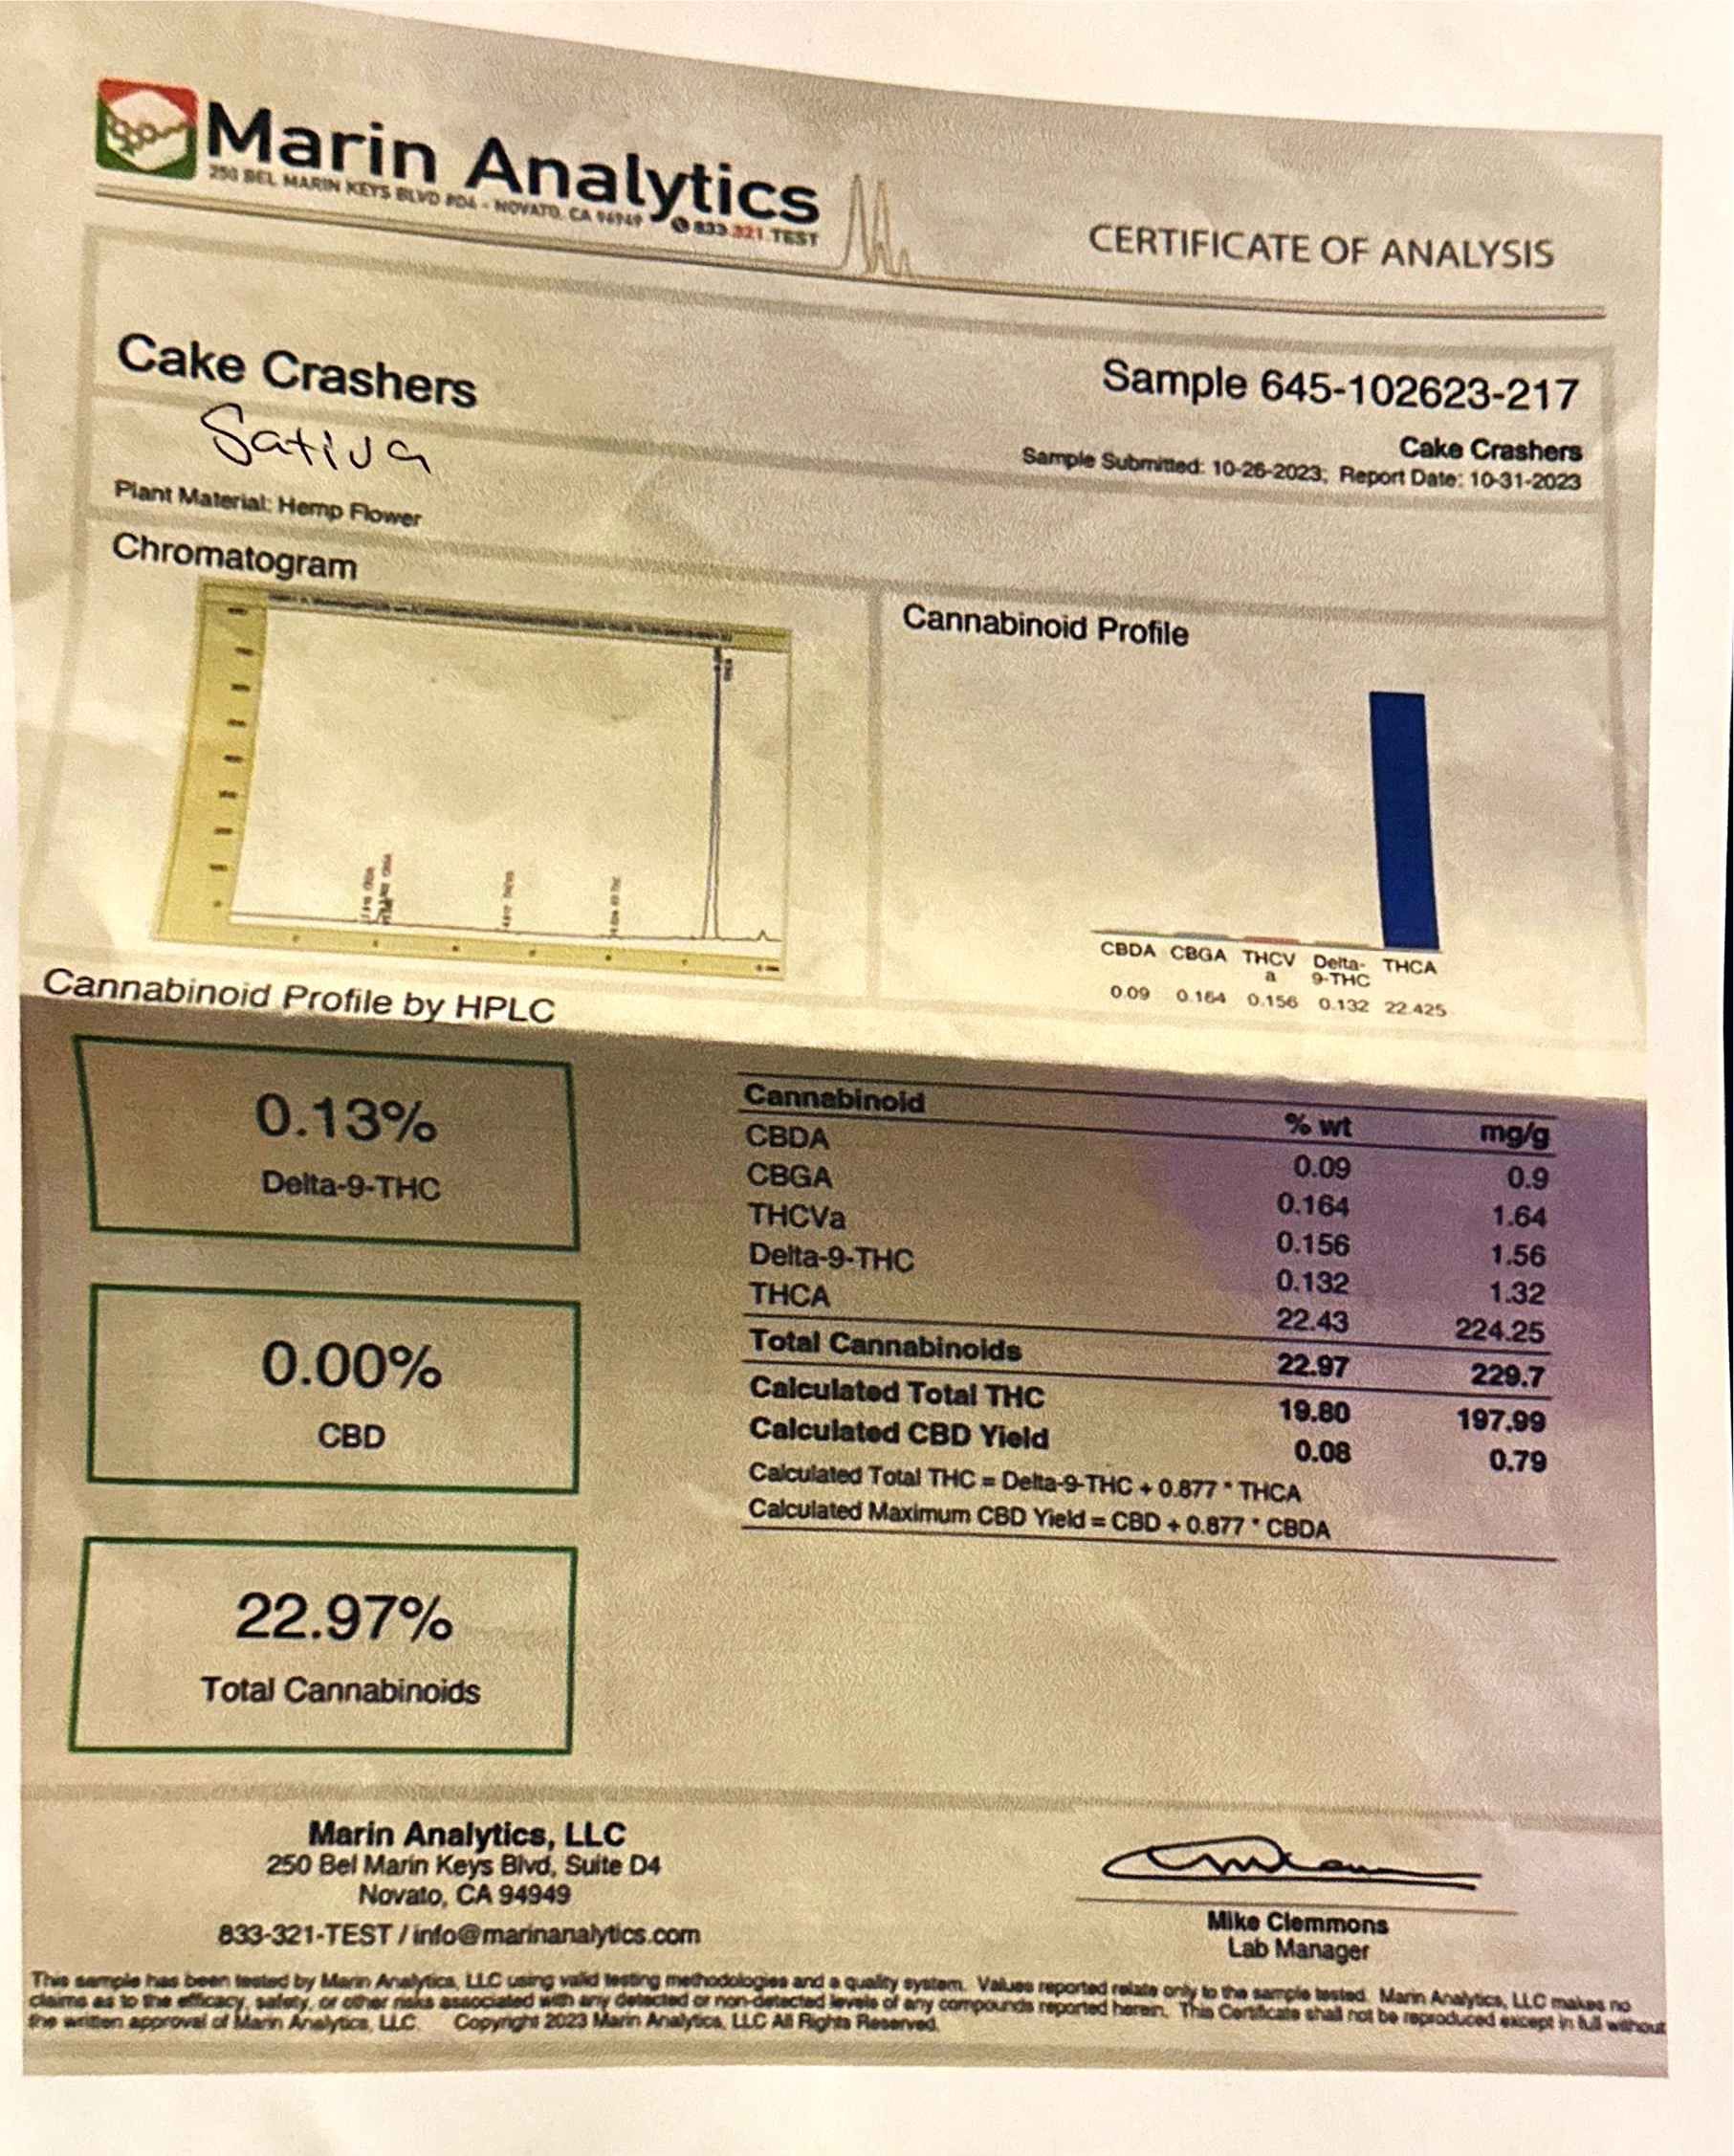 Marin Analytics
250 BEL MARIN KEYS BLVD #D4 - NOVATO, CA 94949 833.321.TEST
CERTIFICATE OF ANALYSIS
Cake Crashers
Sativa
Plant Material: Hemp Flower
Sample 645-102623-217
Cake Crashers
Sample Submitted: 10-26-2023; Report Date: 10-31-2023
Chromatogram
Cannabinoid Profile
CBDA CBGA THCVa Delta-9-THC THCA
0.09 0.164 0.156 0.132 22.425
Cannabinoid Profile by HPLC
0.13%
Delta-9-THC
0.00%
CBD
22.97%
Total Cannabinoids
Cannabinoid % wt mg/g
CBDA 0.09 0.9
CBGA 0.164 1.64
THCVa 0.156 1.56
Delta-9-THC 0.132 1.32
THCA 22.43 224.25
Total Cannabinoids 22.97 229.7
Calculated Total THC 19.80 197.99
Calculated CBD Yield 0.08 0.79
Calculated Total THC = Delta-9-THC + 0.877 * THCA
Calculated Maximum CBD Yield = CBD + 0.877 * CBDA
Marin Analytics, LLC
250 Bel Marin Keys Blvd, Suite D4
Novato, CA 94949
833-321-TEST / info@marinanalytics.com
Mike Clemmons
Lab Manager
This sample has been tested by Marin Analytics, LLC using valid testing methodologies and a quality system. Values reported relate only to the sample tested. Marin Analytics, LLC makes no
claims as to the efficacy, safety, or other risks associated with any detected or non-detected levels of any compounds reported herein. This Certificate shall not be reproduced except in full without
the written approval of Marin Analytics, LLC. Copyright 2023 Marin Analytics, LLC All Rights Reserved.